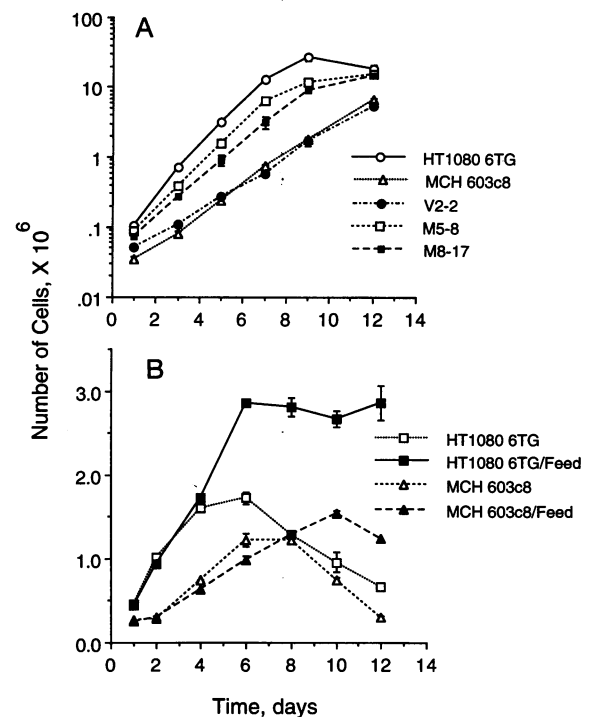 A
100
10
1
.1
.01
0 2 4 6 8 10 12 14
HT1080 6TG
MCH 603c8
V2-2
M5-8
M8-17
Number of Cells, X 10^6
B
3.0
2.0
1.0
0.0
0 2 4 6 8 10 12 14
HT1080 6TG
HT1080 6TG/Feed
MCH 603c8
MCH 603c8/Feed
Time, days